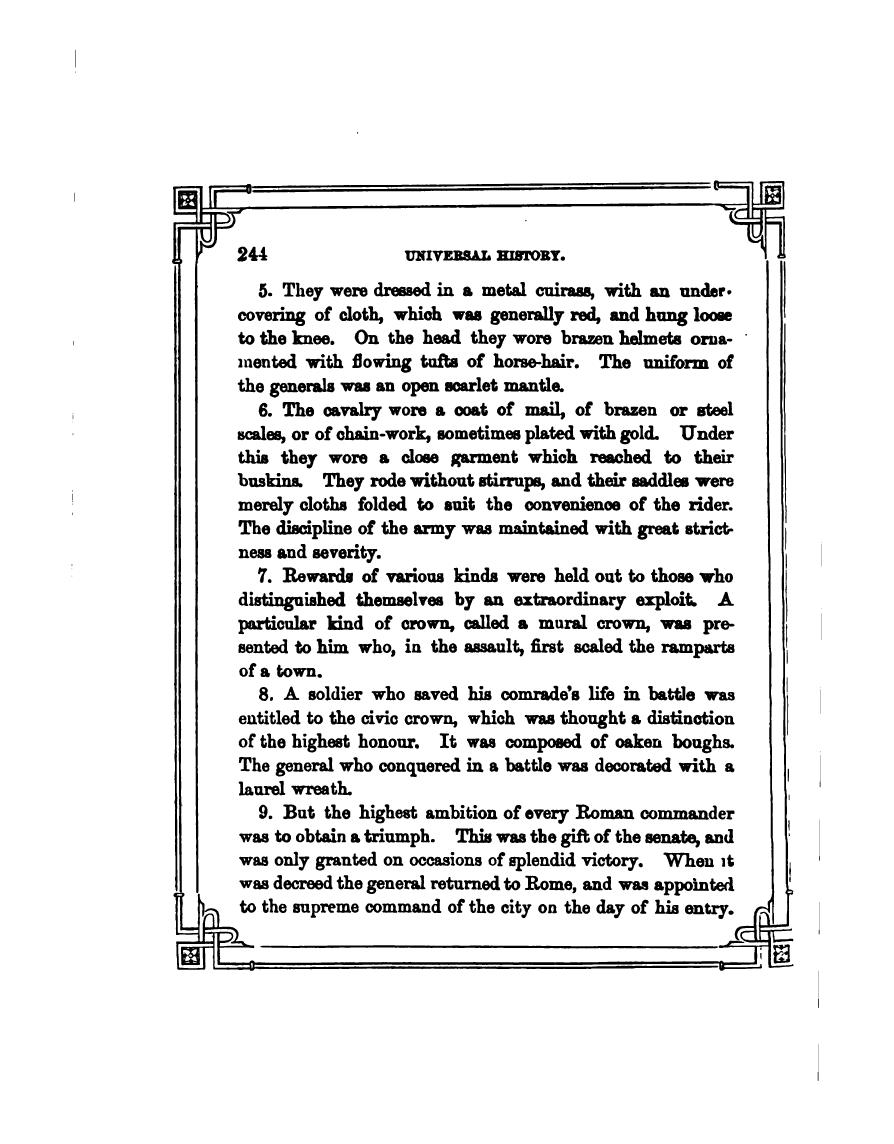 244 UNIVERSAL HISTORY.
5. They were dressed in a metal cuirass, with an under-
covering of cloth, which was generally red, and hung loose
to the knee. On the head they wore brazen helmets orna-
mented with flowing tufts of horse-hair. The uniform of
the generals was an open scarlet mantle.
6. The cavalry wore a coat of mail, of brazen or steel
scales, or of chain-work, sometimes plated with gold. Under
this they wore a close garment which reached to their
buskins. They rode without stirrups, and their saddles were
merely cloths folded to suit the convenience of the rider.
The discipline of the army was maintained with great strict-
ness and severity.
7. Rewards of various kinds were held out to those who
distinguished themselves by an extraordinary exploit. A
particular kind of crown, called a mural crown, was pre-
sented to him who, in the assault, first scaled the ramparts
of a town.
8. A soldier who saved his comrade's life in battle was
entitled to the civic crown, which was thought a distinction
of the highest honour. It was composed of oaken boughs.
The general who conquered in a battle was decorated with a
laurel wreath.
9. But the highest ambition of every Roman commander
was to obtain a triumph. This was the gift of the senate, and
was only granted on occasions of splendid victory. When it
was decreed the general returned to Rome, and was appointed
to the supreme command of the city on the day of his entry.